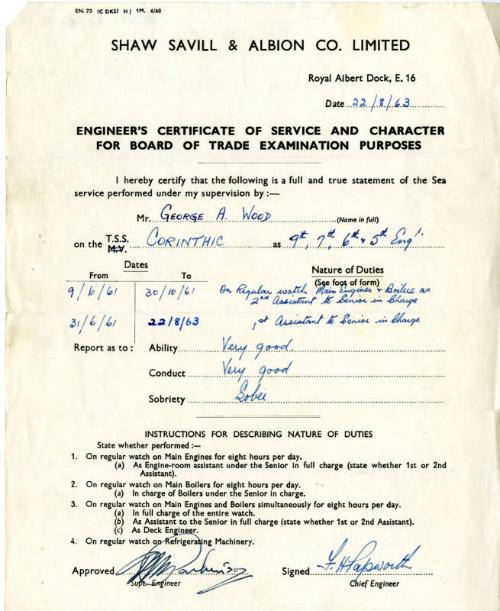 EN. 73 (C DKS) H J 1M. 6/60
SHAW SAVILL & ALBION CO. LIMITED
Royal Albert Dock, E. 16
Date 22/8/63
ENGINEER'S CERTIFICATE OF SERVICE AND CHARACTER
FOR BOARD OF TRADE EXAMINATION PURPOSES
I hereby certify that the following is a full and true statement of the Sea
service performed under my supervision by :—
Mr. GEORGE A. WOOD (Name in full)
on the T.S.S. M.V. CORINTHIC as 9th, 7th, 6th & 5th Engr.
Dates
From To Nature of Duties
(See foot of form)
9/6/61 30/10/61 On Regular watch Main Engines & Boilers as
2nd Assistant to Senior in Charge
31/6/61 22/8/63 1st Assistant to Senior in Charge
Report as to : Ability Very good.
Conduct Very good
Sobriety Sober
INSTRUCTIONS FOR DESCRIBING NATURE OF DUTIES
State whether performed :—
1. On regular watch on Main Engines for eight hours per day.
(a) As Engine-room assistant under the Senior in full charge (state whether 1st or 2nd
Assistant).
2. On regular watch on Main Boilers for eight hours per day.
(a) In charge of Boilers under the Senior in charge.
3. On regular watch on Main Engines and Boilers simultaneously for eight hours per day.
(a) In full charge of the entire watch.
(b) As Assistant to the Senior in full charge (state whether 1st or 2nd Assistant).
(c) As Deck Engineer.
4. On regular watch on Refrigerating Machinery.
Approved Signed F. H. Papworth
Supt. Engineer Chief Engineer